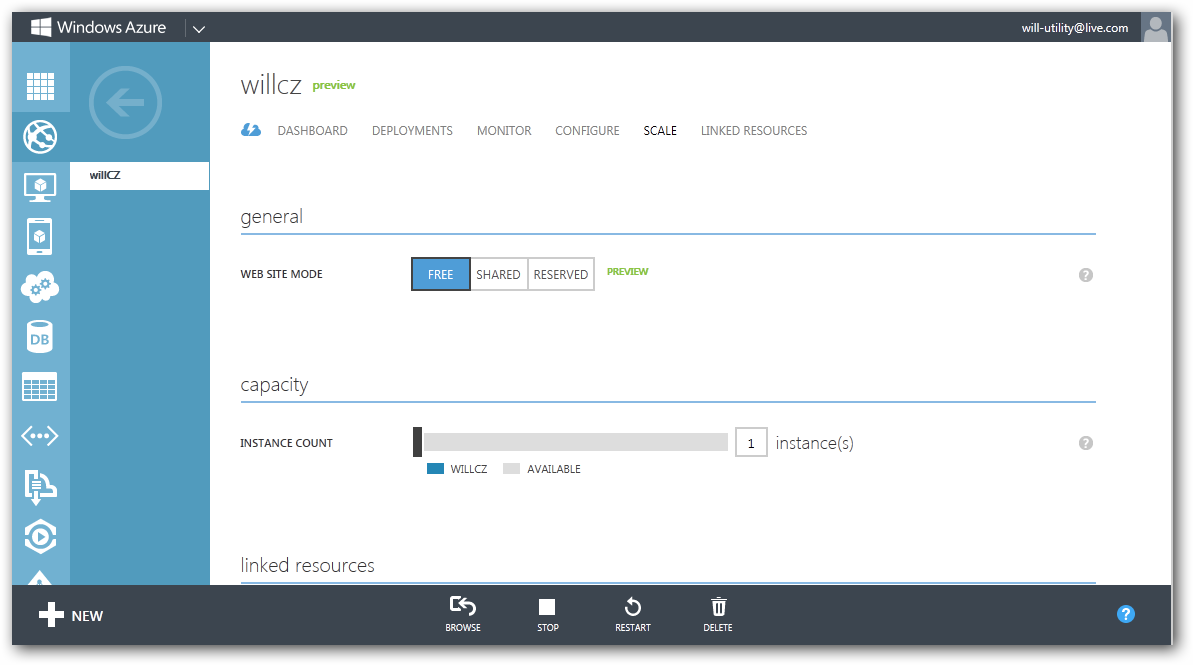 Windows Azure
will-utility@live.com
willcz preview
DASHBOARD DEPLOYMENTS MONITOR CONFIGURE SCALE LINKED RESOURCES
willCZ
general
WEB SITE MODE FREE SHARED RESERVED PREVIEW ?
capacity
INSTANCE COUNT 1 instance(s) ?
WILLCZ AVAILABLE
DB
linked resources
NEW BROWSE STOP RESTART DELETE ?